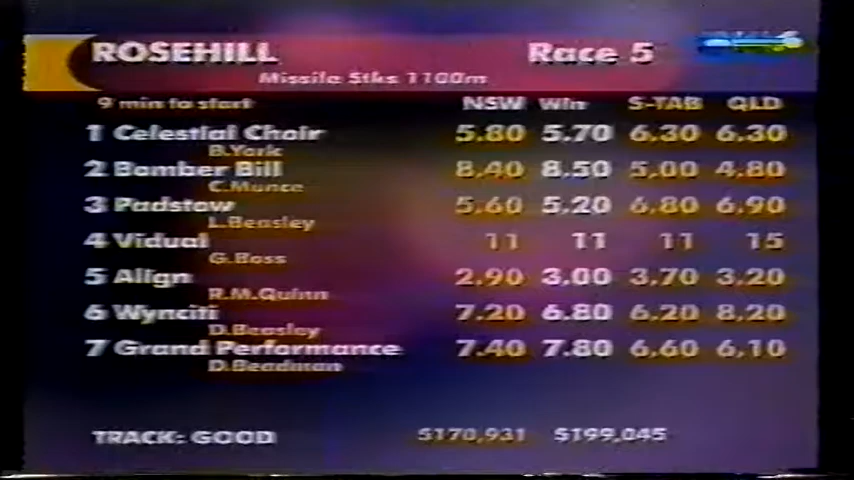 ROSEHILL Race 5
Missile Stks 1100m
9 min to start NSW Win S-TAB QLD
1 Celestial Choir 5.80 5.70 6.30 6.30
B.York
2 Bomber Bill 8.40 8.50 5.00 4.80
C.Munce
3 Padstow 5.60 5.20 6.80 6.90
L.Beasley
4 Vidual 11 11 11 15
G.Boss
5 Align 2.90 3.00 3.70 3.20
R.M.Quinn
6 Wynciti 7.20 6.80 6.20 8.20
D.Beasley
7 Grand Performance 7.40 7.80 6.60 6.10
D.Beadman
TRACK: GOOD $170,931 $199,045